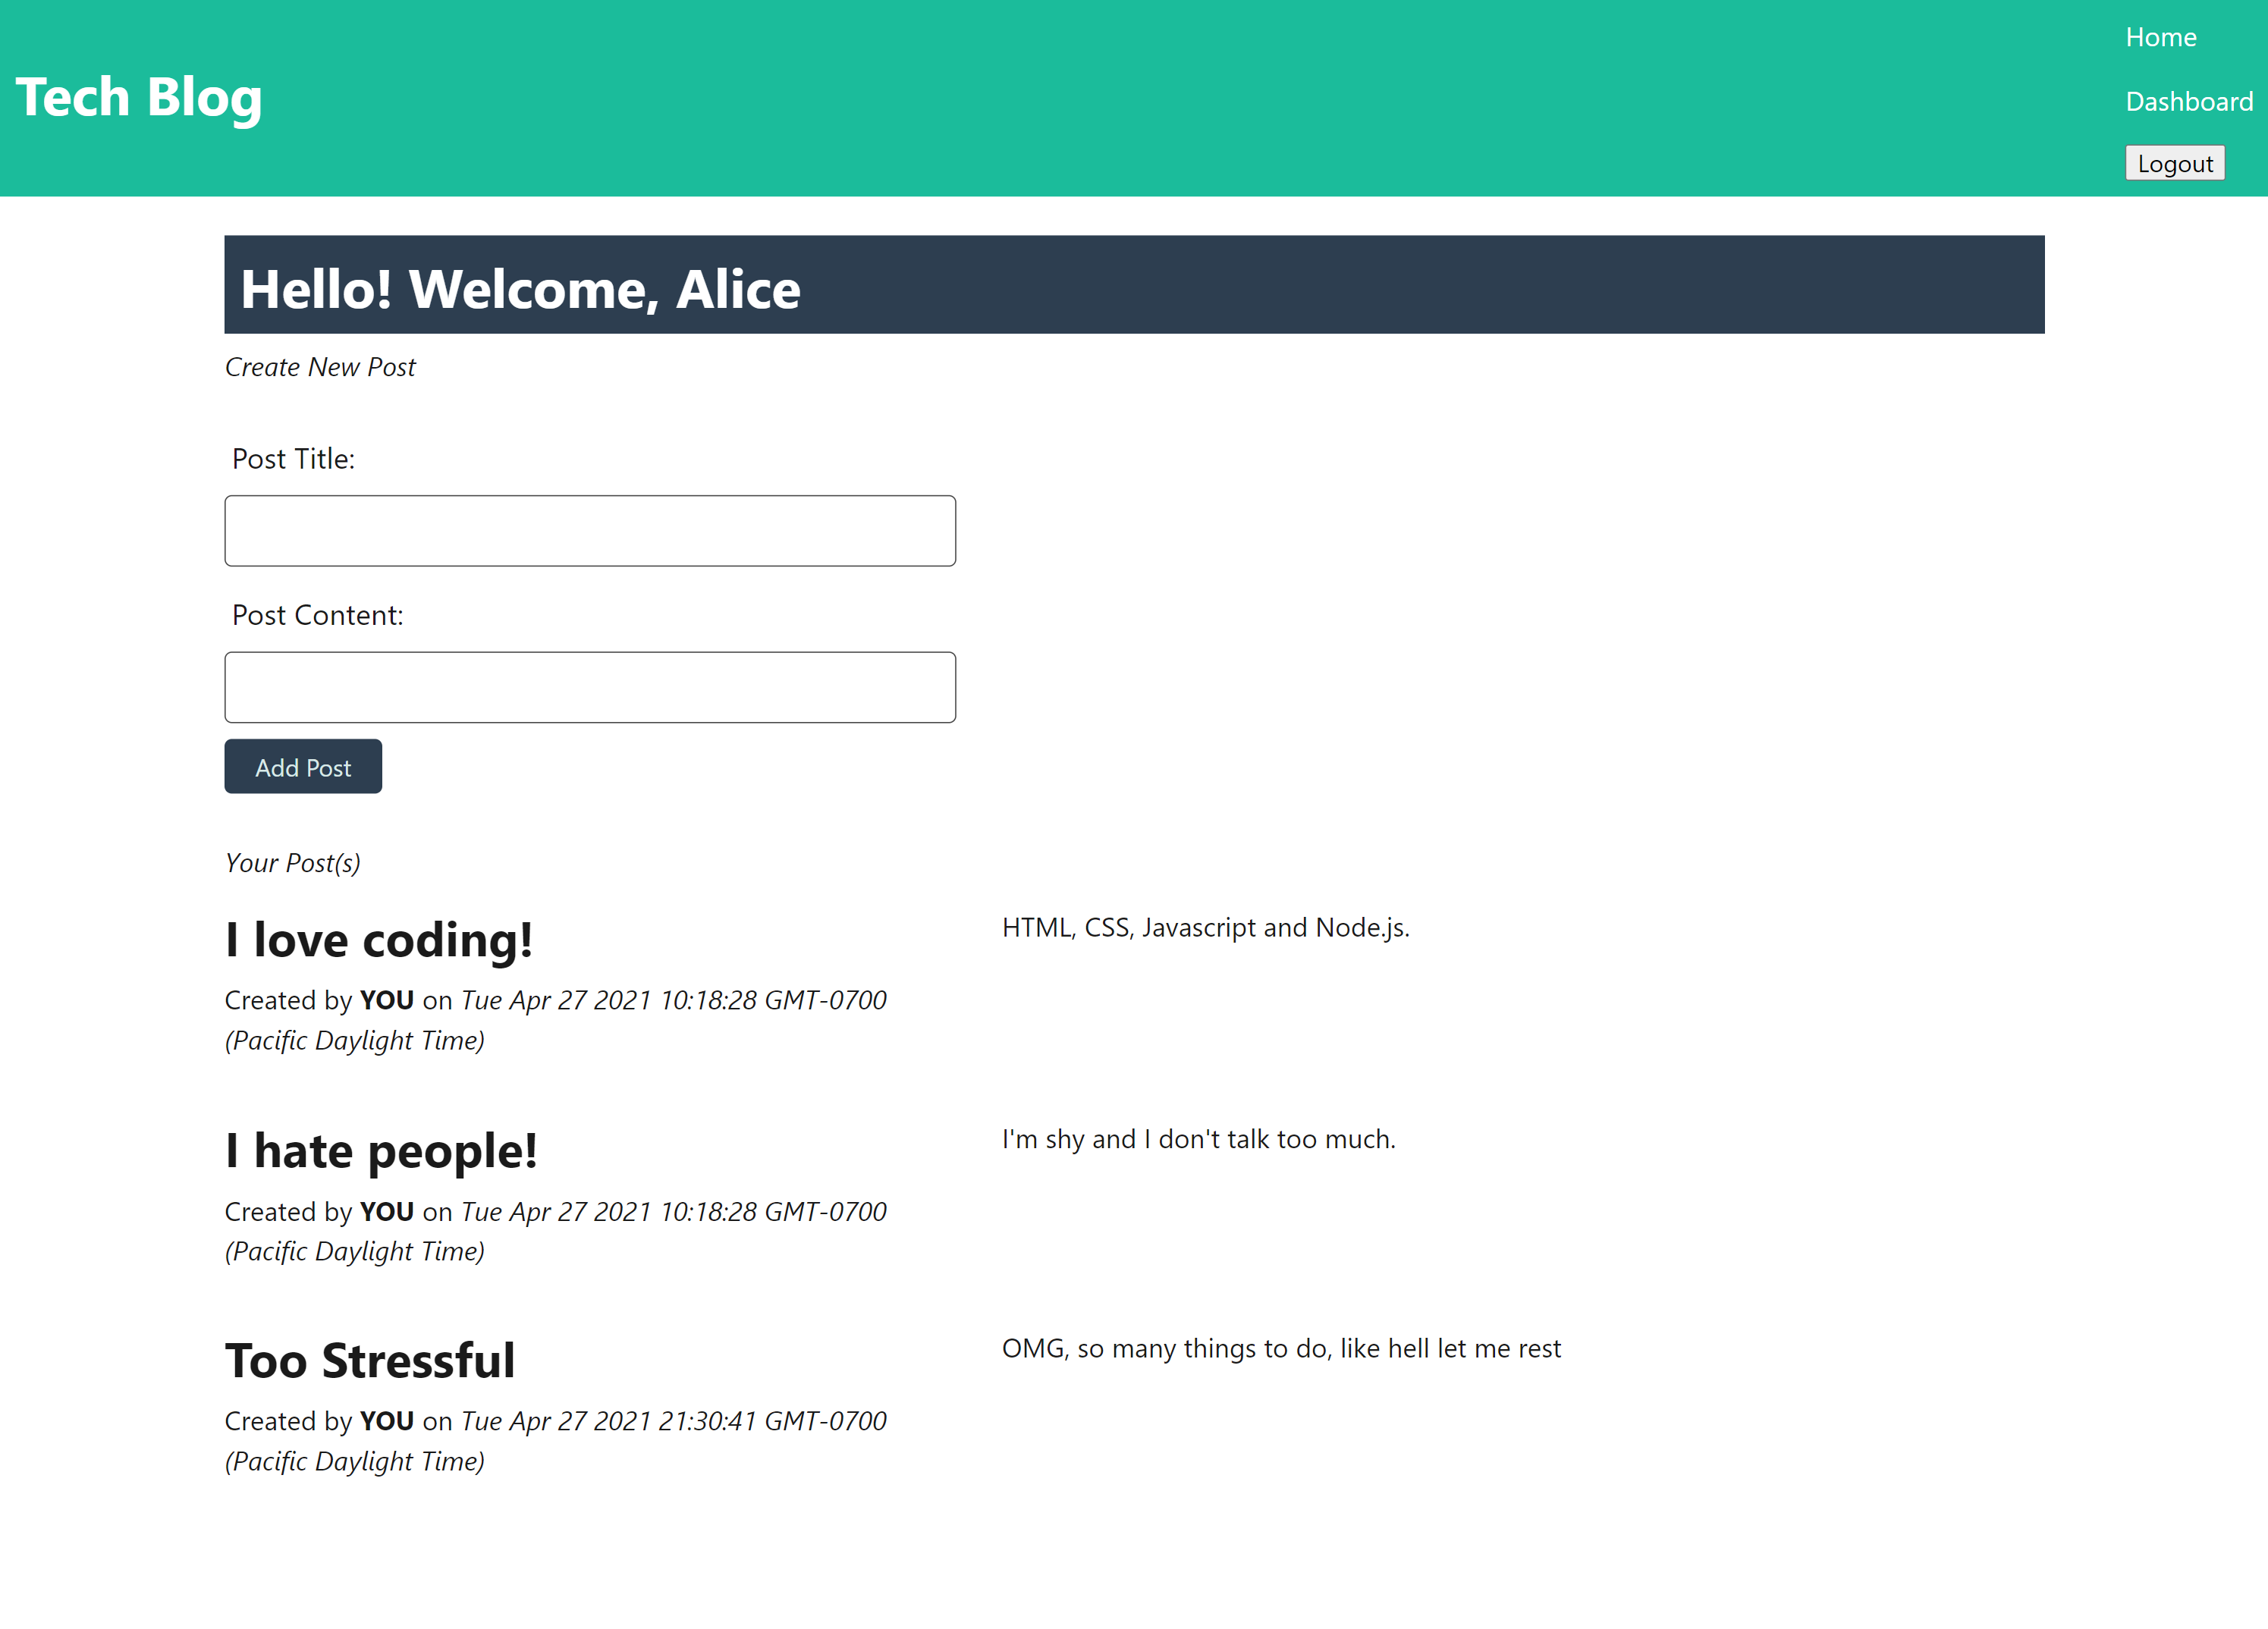 Tech Blog
Home
Dashboard
Logout
Hello! Welcome, Alice
Create New Post
Post Title:
Post Content:
Add Post
Your Post(s)
I love coding!
Created by YOU on Tue Apr 27 2021 10:18:28 GMT-0700
(Pacific Daylight Time)
HTML, CSS, Javascript and Node.js.
I hate people!
Created by YOU on Tue Apr 27 2021 10:18:28 GMT-0700
(Pacific Daylight Time)
I'm shy and I don't talk too much.
Too Stressful
Created by YOU on Tue Apr 27 2021 21:30:41 GMT-0700
(Pacific Daylight Time)
OMG, so many things to do, like hell let me rest